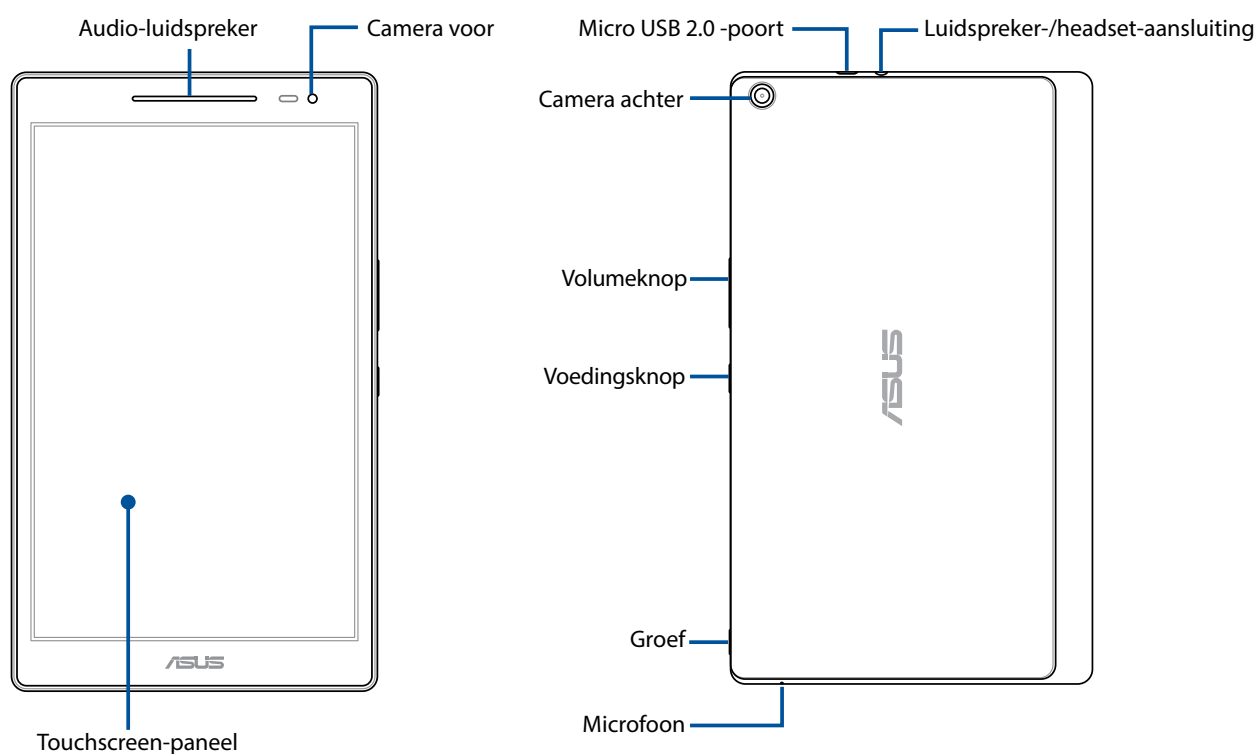 Audio-luidspreker
Camera voor
Micro USB 2.0 -poort
Luidspreker-/headset-aansluiting
Camera achter
Volumeknop
ASUS
Voedingsknop
Groef
ASUS
Microfoon
Touchscreen-paneel